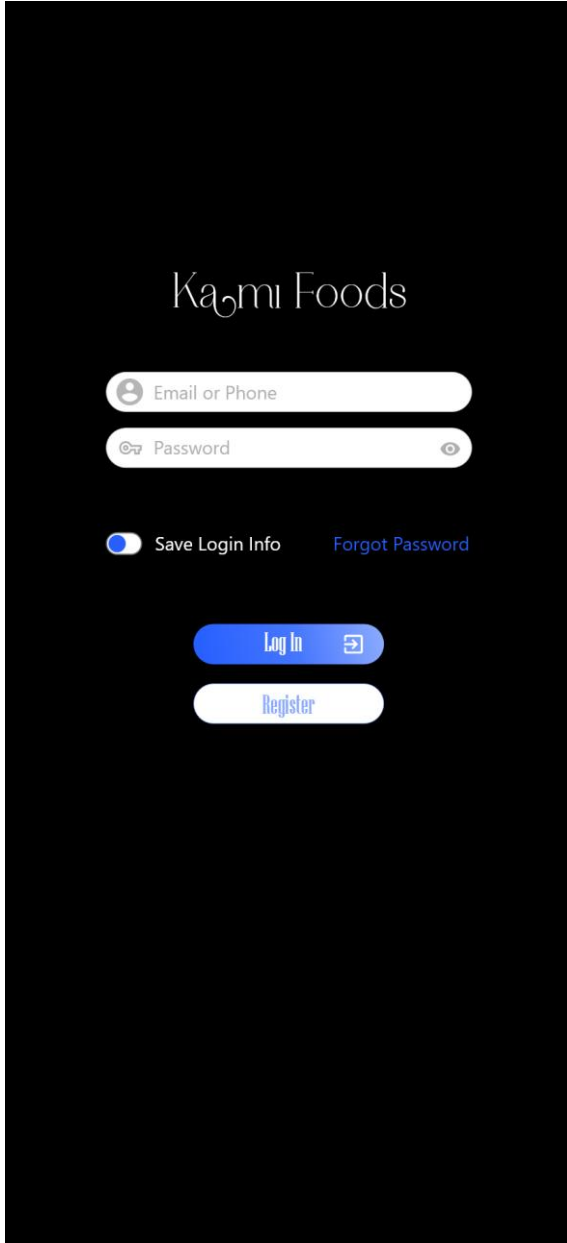 Kami Foods
Email or Phone
Password
Save Login Info Forgot Password
Log In
Register